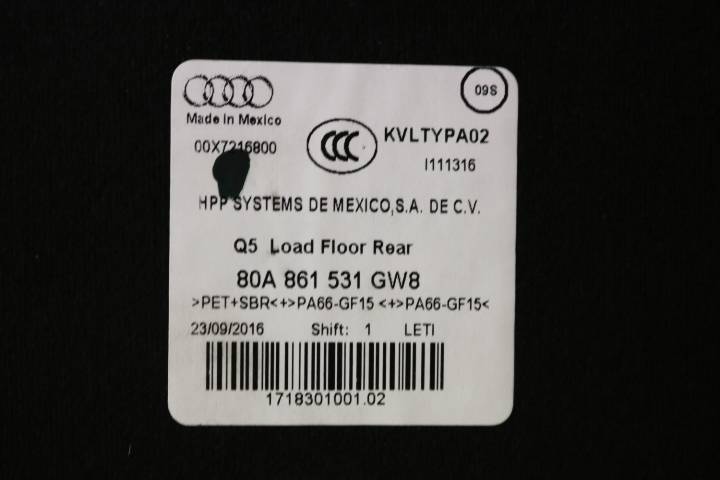 09S
Made in Mexico
CCC
KVLTYPA02
00X7216800
I111316
HPP SYSTEMS DE MEXICO,S.A. DE C.V.
Q5 Load Floor Rear
80A 861 531 GW8
>PET+SBR<+>PA66-GF15 <+>PA66-GF15<
23/09/2016 Shift: 1 LETI
1718301001.02